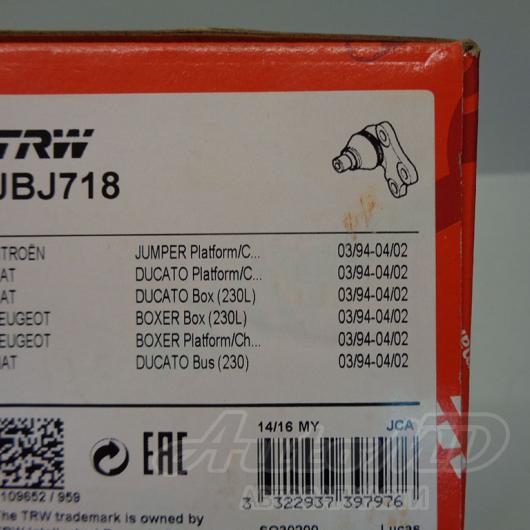 TRW
JBJ718
ITROËN JUMPER Platform/C... 03/94-04/02
AT DUCATO Platform/C... 03/94-04/02
AT DUCATO Box (230L) 03/94-04/02
EUGEOT BOXER Box (230L) 03/94-04/02
EUGEOT BOXER Platform/Ch... 03/94-04/02
AT DUCATO Bus (230) 03/94-04/02
14/16 MY JCA
EAC
109652 / 959
3 322937 397976
The TRW trademark is owned by
SO30200 Lucas